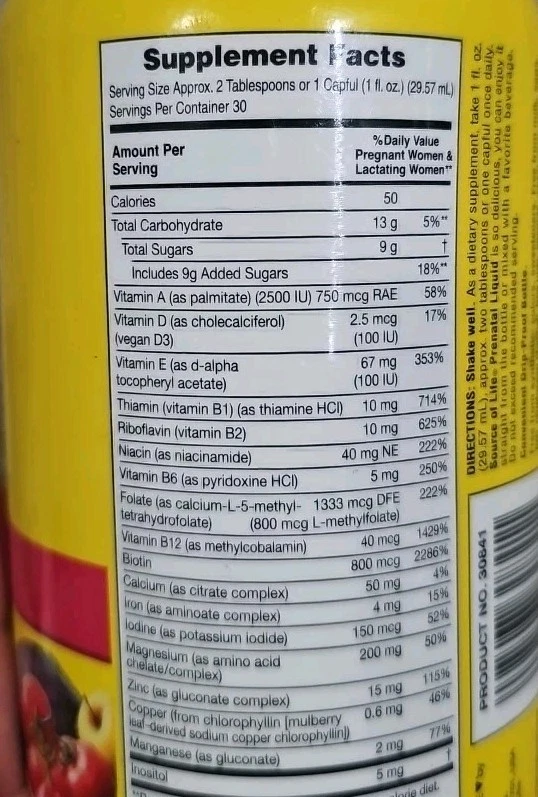 Supplement Facts
Serving Size Approx. 2 Tablespoons or 1 Capful (1 fl. oz.) (29.57 mL)
Servings Per Container 30
Amount Per Serving
%Daily Value Pregnant Women & Lactating Women**
Calories 50
Total Carbohydrate 13 g 5%**
Total Sugars 9 g †
Includes 9g Added Sugars 18%**
Vitamin A (as palmitate) (2500 IU) 750 mcg RAE 58%
Vitamin D (as cholecalciferol) 2.5 mcg 17%
(vegan D3) (100 IU)
Vitamin E (as d-alpha 67 mg 353%
tocopheryl acetate) (100 IU)
Thiamin (vitamin B1) (as thiamine HCl) 10 mg 714%
Riboflavin (vitamin B2) 10 mg 625%
Niacin (as niacinamide) 40 mg NE 222%
Vitamin B6 (as pyridoxine HCl) 5 mg 250%
Folate (as calcium-L-5-methyl- 1333 mcg DFE 222%
tetrahydrofolate) (800 mcg L-methylfolate)
Vitamin B12 (as methylcobalamin) 40 mcg 1429%
Biotin 800 mcg 2286%
Calcium (as citrate complex) 50 mg 4%
Iron (as aminoate complex) 4 mg 15%
Iodine (as potassium iodide) 150 mcg 52%
Magnesium (as amino acid 200 mg 50%
chelate/complex)
Zinc (as gluconate complex) 15 mg 115%
Copper (from chlorophyllin [mulberry 0.6 mg 46%
leaf-derived sodium copper chlorophyllin])
Manganese (as gluconate) 2 mg 77%
Inositol 5 mg †
diet.
DIRECTIONS: Shake well. As a dietary supplement, take 1 fl. oz.
(29.57 mL), approx. two tablespoons or one capful once daily.
Source of Life® Prenatal Liquid is so delicious, you can enjoy it
straight from the bottle or mixed with a favorite beverage.
Do not exceed recommended serving.
Convenient Grip-Proof Bottle.
PRODUCT NO. 30841